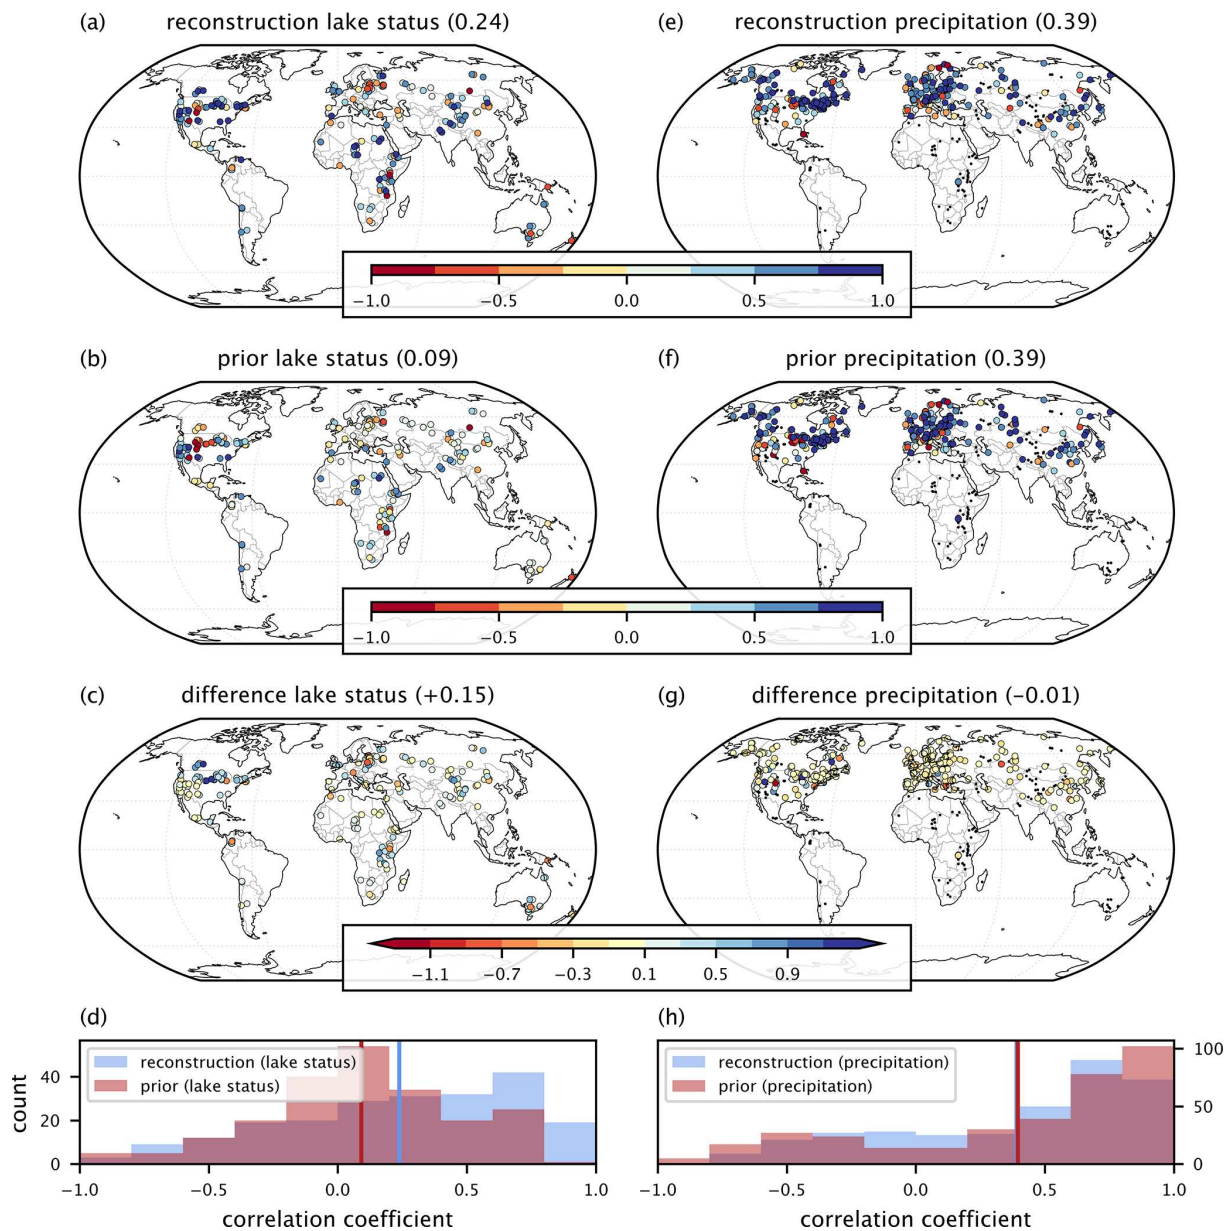 (a) reconstruction lake status (0.24)
(e) reconstruction precipitation (0.39)
−1.0 −0.5 0.0 0.5 1.0
(b) prior lake status (0.09)
(f) prior precipitation (0.39)
−1.0 −0.5 0.0 0.5 1.0
(c) difference lake status (+0.15)
(g) difference precipitation (−0.01)
−1.1 −0.7 −0.3 0.1 0.5 0.9
(d)
reconstruction (lake status)
prior (lake status)
count
40
20
0
−1.0 −0.5 0.0 0.5 1.0
correlation coefficient
(h)
reconstruction (precipitation)
prior (precipitation)
100
50
0
−1.0 −0.5 0.0 0.5 1.0
correlation coefficient